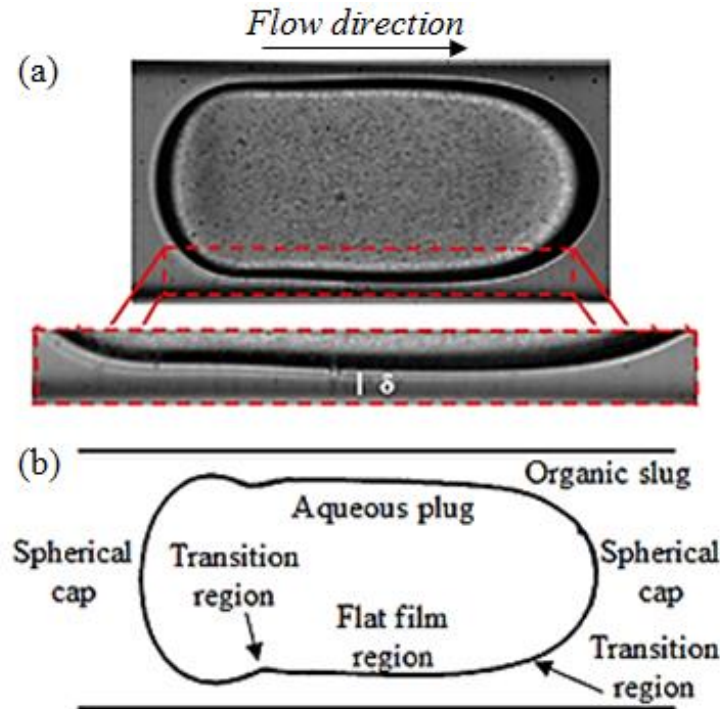 Flow direction
(a)
δ
(b)
Organic slug
Aqueous plug
Spherical
cap
Transition
region
Flat film
region
Spherical
cap
Transition
region